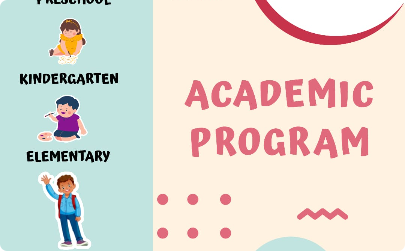 PRESCHOOL
KINDERGARTEN
ELEMENTARY
ACADEMIC
PROGRAM